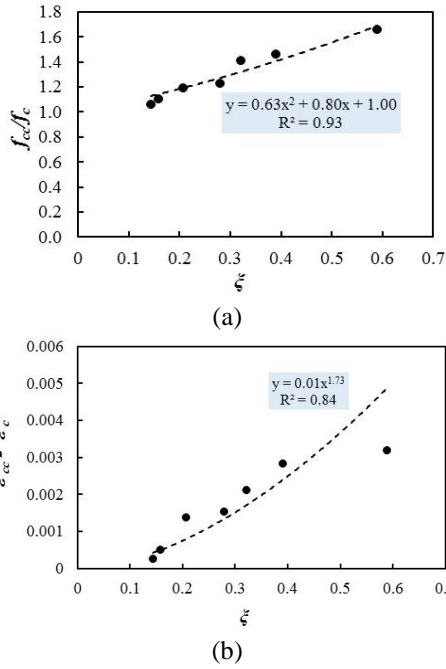 1.8
1.6
1.4
1.2
1.0
0.8
0.6
0.4
0.2
0.0
f_cc/f_c
y = 0.63x² + 0.80x + 1.00
R² = 0.93
0 0.1 0.2 0.3 0.4 0.5 0.6 0.7
ξ
(a)
0.006
0.005
0.004
0.003
0.002
0.001
0
y = 0.01x^1.73
R² = 0.84
0 0.1 0.2 0.3 0.4 0.5 0.6
ξ
(b)